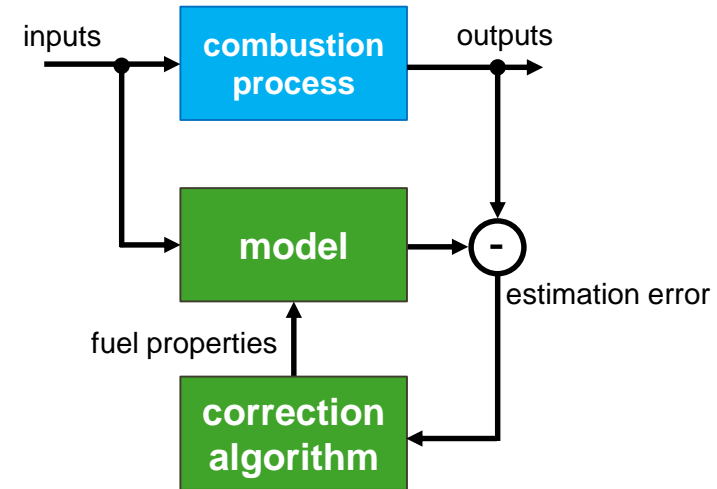 inputs
combustion
process
outputs
model
-
estimation error
fuel properties
correction
algorithm